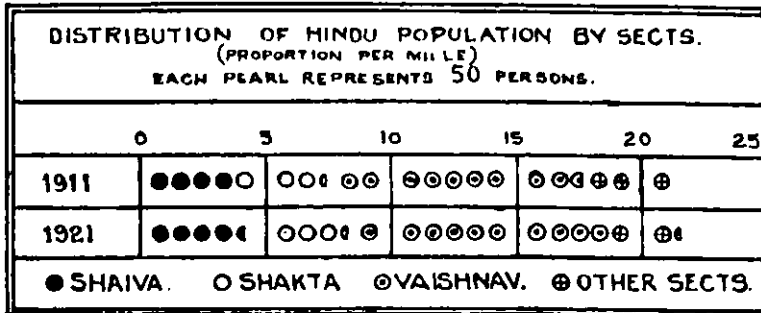 DISTRIBUTION OF HINDU POPULATION BY SECTS.
(PROPORTION PER MILLE)
EACH PEARL REPRESENTS 50 PERSONS.
0 5 10 15 20 25
1911
1921
SHAIVA. SHAKTA VAISHNAV. OTHER SECTS.